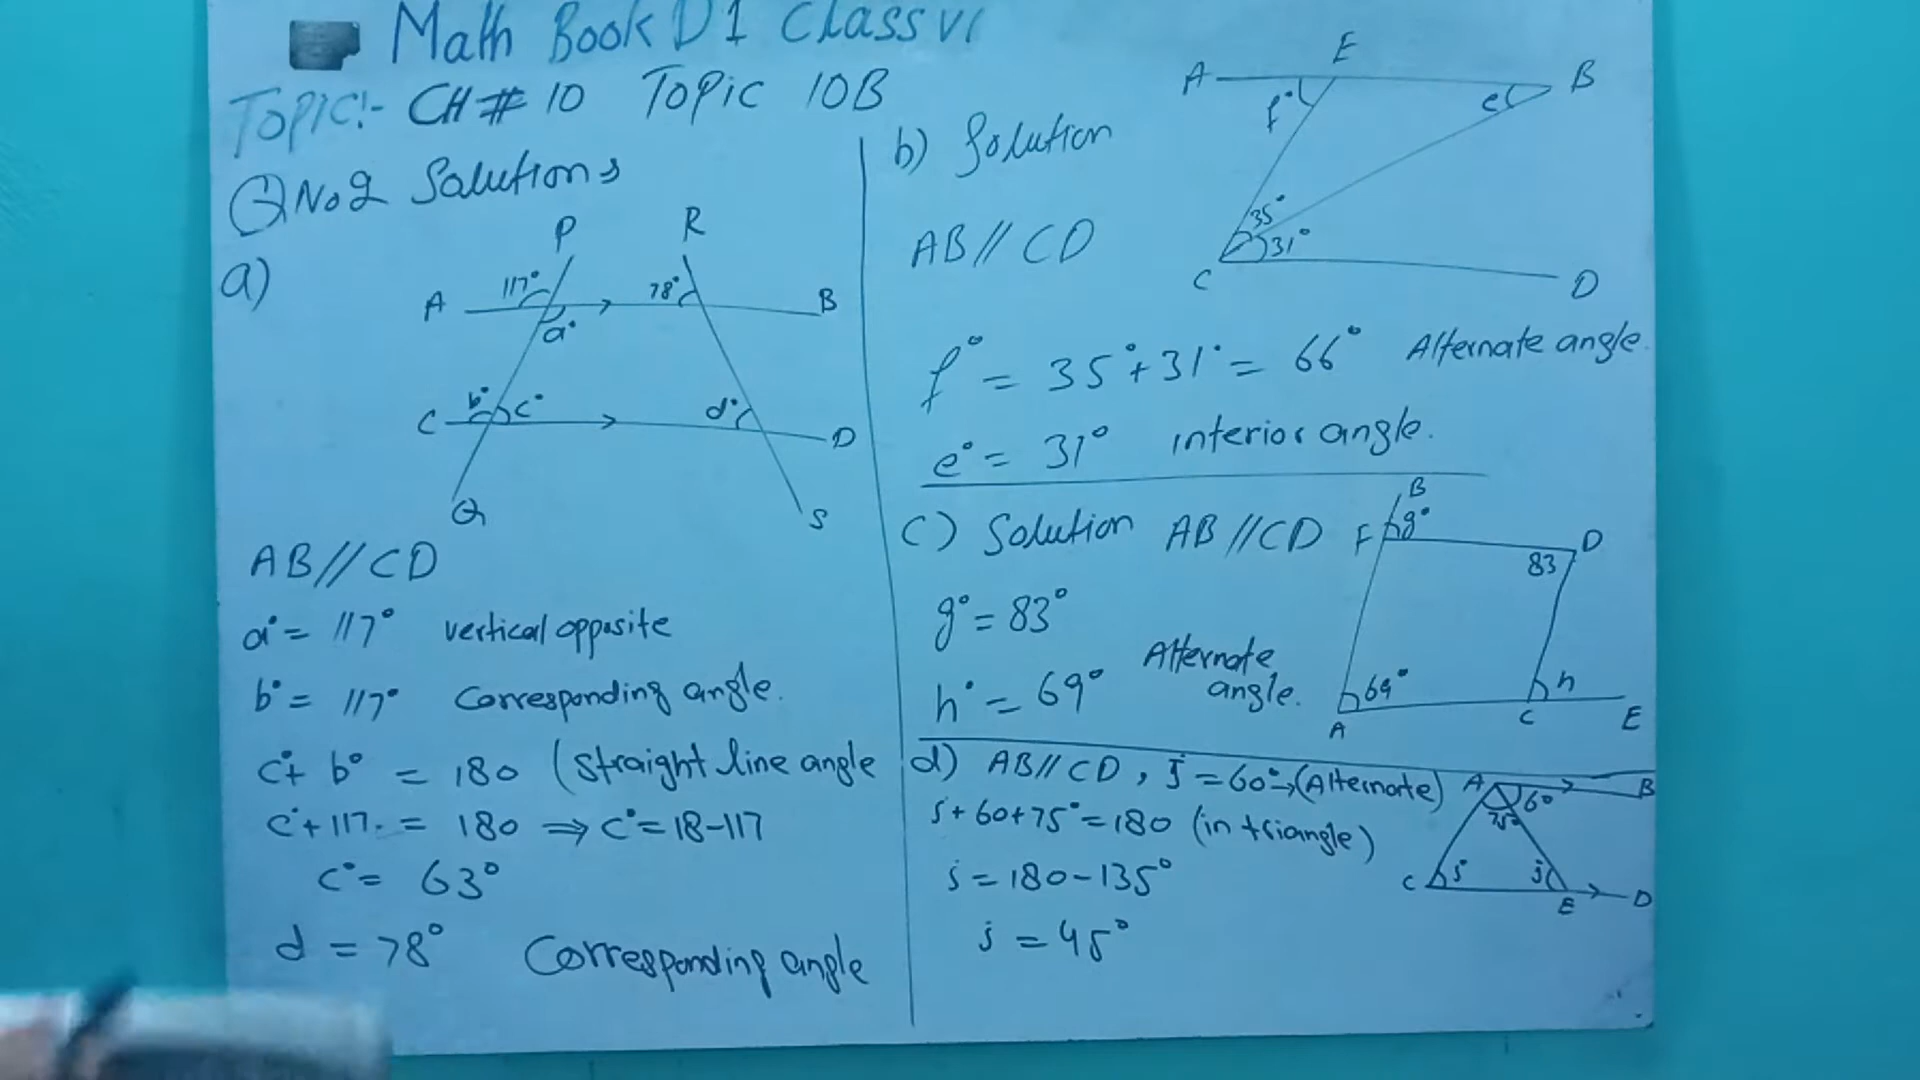 Math Book D1 Class VI
Topic:- CH # 10 Topic 10B
Q No 2 Solutions
a)
P R
117° 78°
A B
a°
b° c° d°
C D
Q S
AB//CD
a° = 117° vertical opposite
b° = 117° Corresponding angle.
c°+ b° = 180 (Straight line angle
c°+117. = 180 ⇒ c°=18-117
c°= 63°
d = 78° Corresponding angle
b) Solution
A E B
f° e
35°
31°
C D
AB // CD
f° = 35°+31° = 66° Alternate angle.
e° = 31° interior angle.
c) Solution AB //CD
B
F g° D
83
69° h
A C E
g° = 83°
h° = 69° Alternate angle.
d) AB// CD, j = 60° → (Alternate)
i + 60+75° = 180 (in triangle)
i = 180-135°
i = 45°
A B
60
75°
C i j
E D